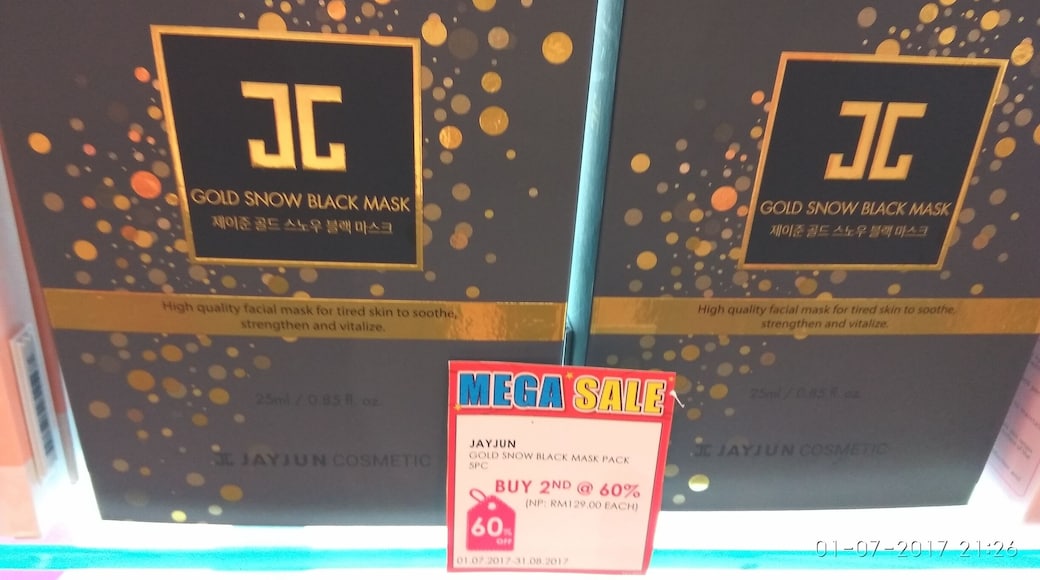 JJ
GOLD SNOW BLACK MASK
제이준 골드 스노우 블랙 마스크
High quality facial mask for tired skin to soothe,
strengthen and vitalize.
25ml / 0.85 fl. oz.
JAYJUN COSMETIC
GOLD SNOW BLACK MASK
제이준 골드 스노우 블랙 마스크
High quality facial mask for tired skin to soothe,
strengthen and vitalize.
25ml / 0.85 fl. oz.
JAYJUN COSMETIC
MEGA SALE
JAYJUN
GOLD SNOW BLACK MASK PACK
5PC
BUY 2ND @ 60%
(NP: RM129.00 EACH)
60%
OFF
01.07.2017-31.08.2017
01-07-2017 21:26